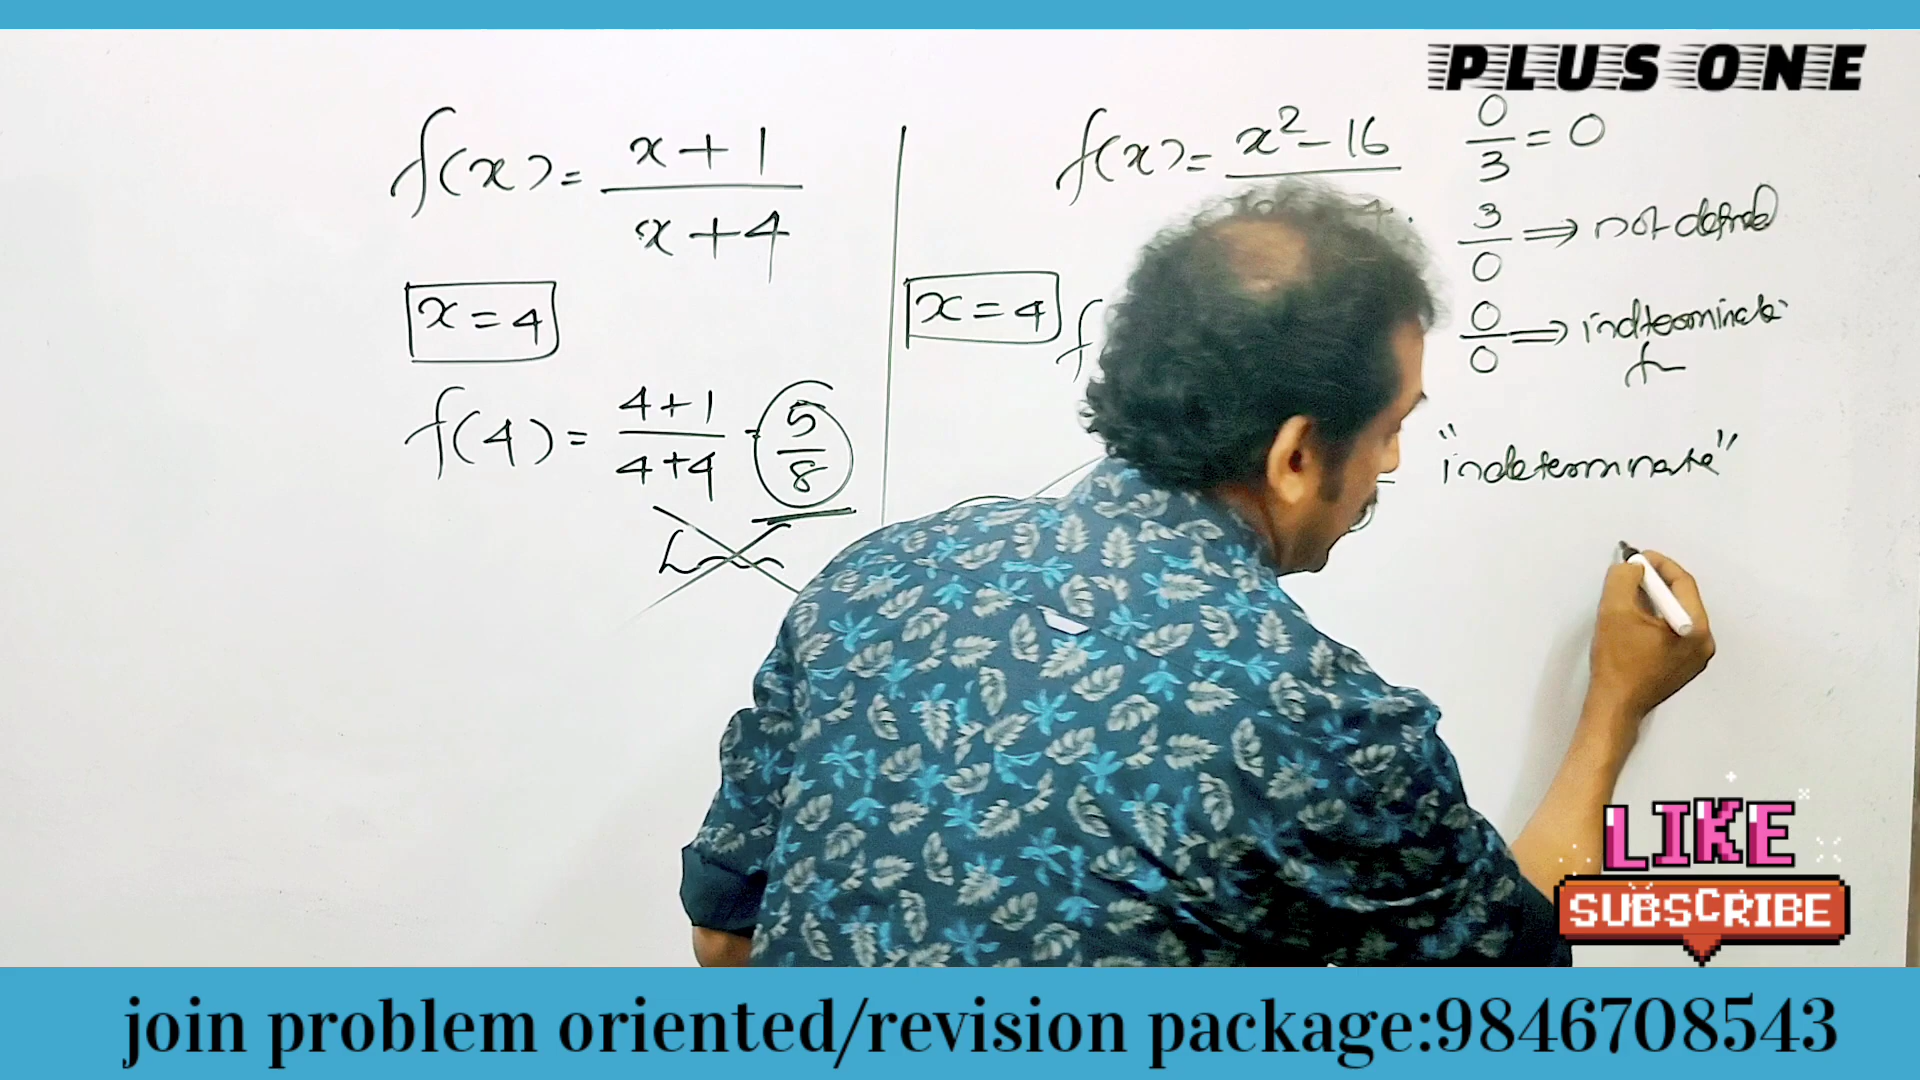 PLUS ONE
f(x) = x+1 / x+4
x = 4
f(4) = 4+1 / 4+4 = 5/8
f(x) = x² - 16
x = 4
f
0/3 = 0
3/0 ⇒ not defined
0/0 ⇒
"indeterminate"
LIKE
SUBSCRIBE
join problem oriented/revision package:9846708543